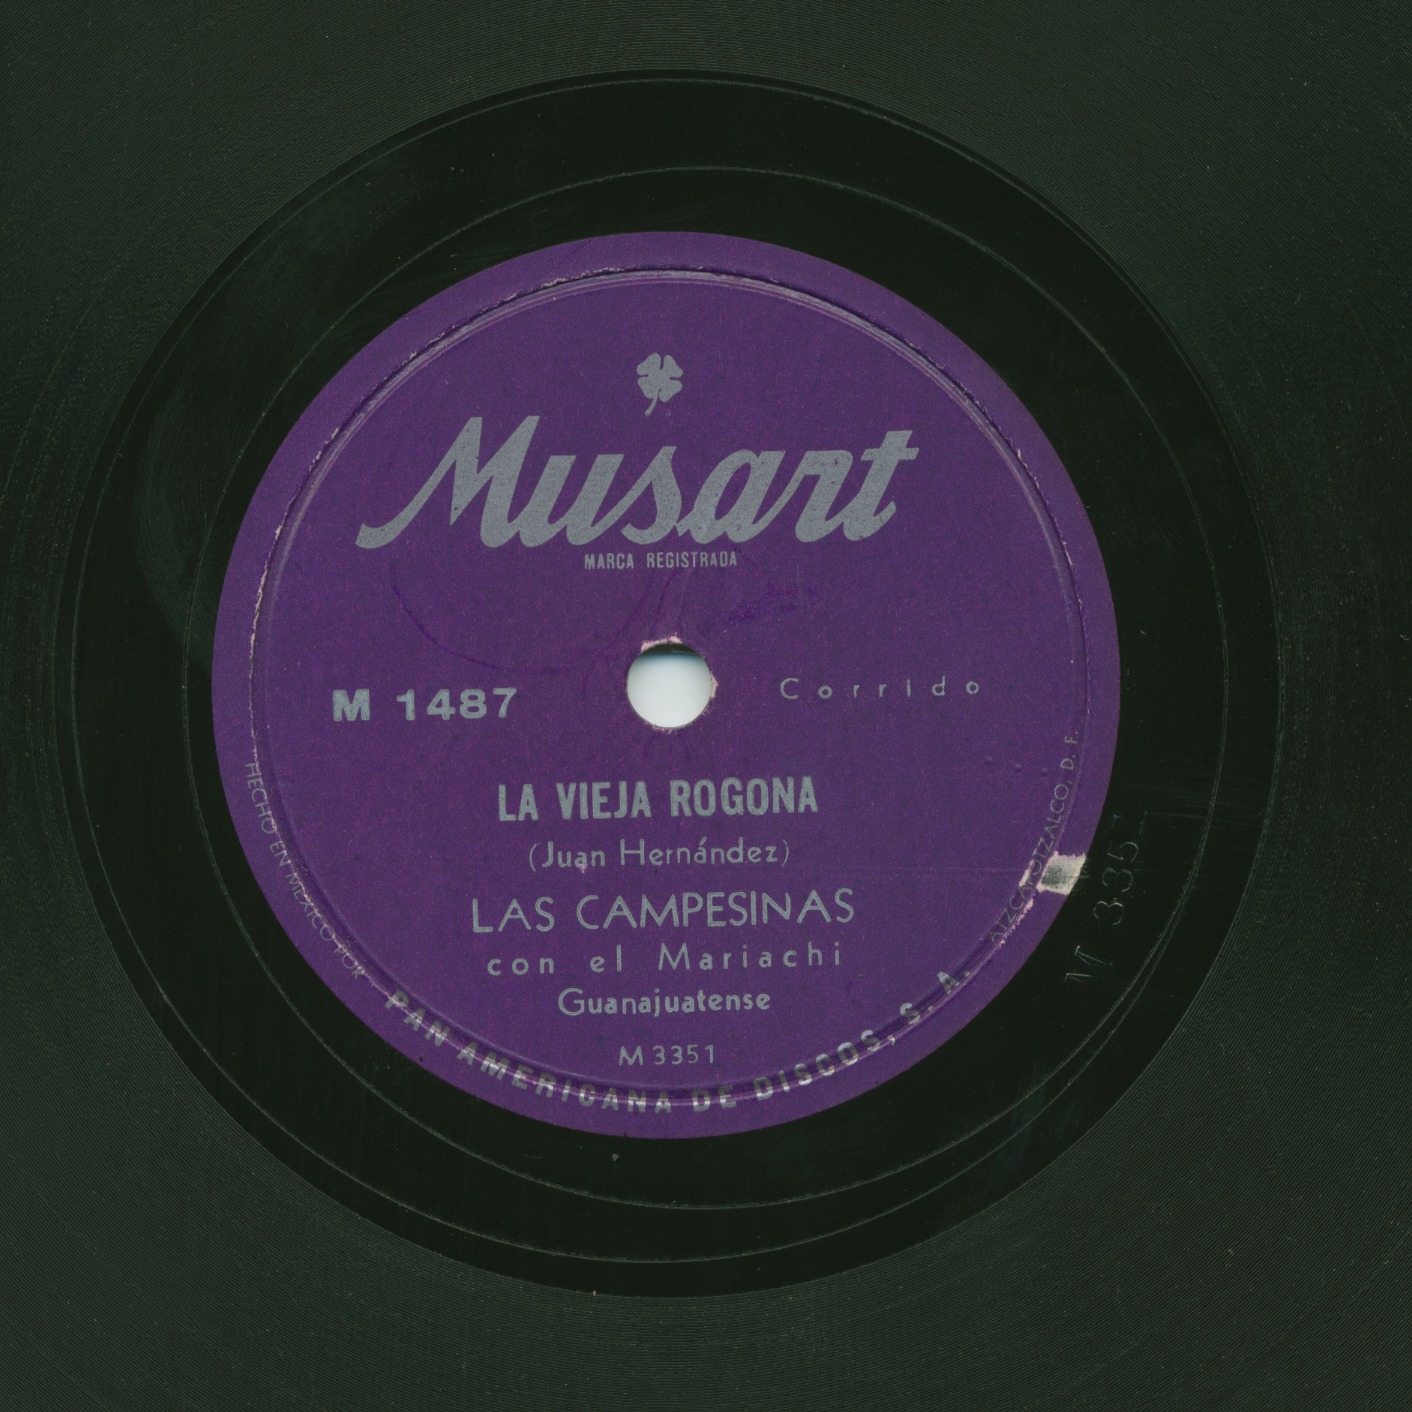 Musart
MARCA REGISTRADA
M 1487
Corrido
LA VIEJA ROGONA
(Juan Hernández)
LAS CAMPESINAS
con el Mariachi
Guanajuatense
M 3351
HECHO EN MEXICO POR PAN AMERICANA DE DISCOS, S. A. AZCAPOTZALCO, D. F.
M 335